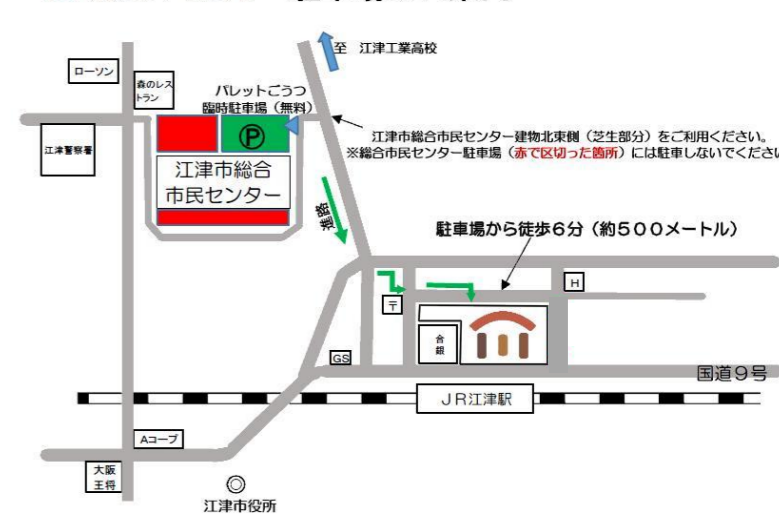 至 江津工業高校
ローソン
森のレス
トラン
パレットごうつ
臨時駐車場（無料）
Ⓟ
江津警察署
江津市総合市民センター建物北東側（芝生部分）をご利用ください。
※総合市民センター駐車場（赤で区切った箇所）には駐車しないでください
江津市総合
市民センター
進路
駐車場から徒歩６分（約５００メートル）
H
〒
合
銀
GS
国道９号
ＪＲ江津駅
Aコープ
大阪
王将
江津市役所